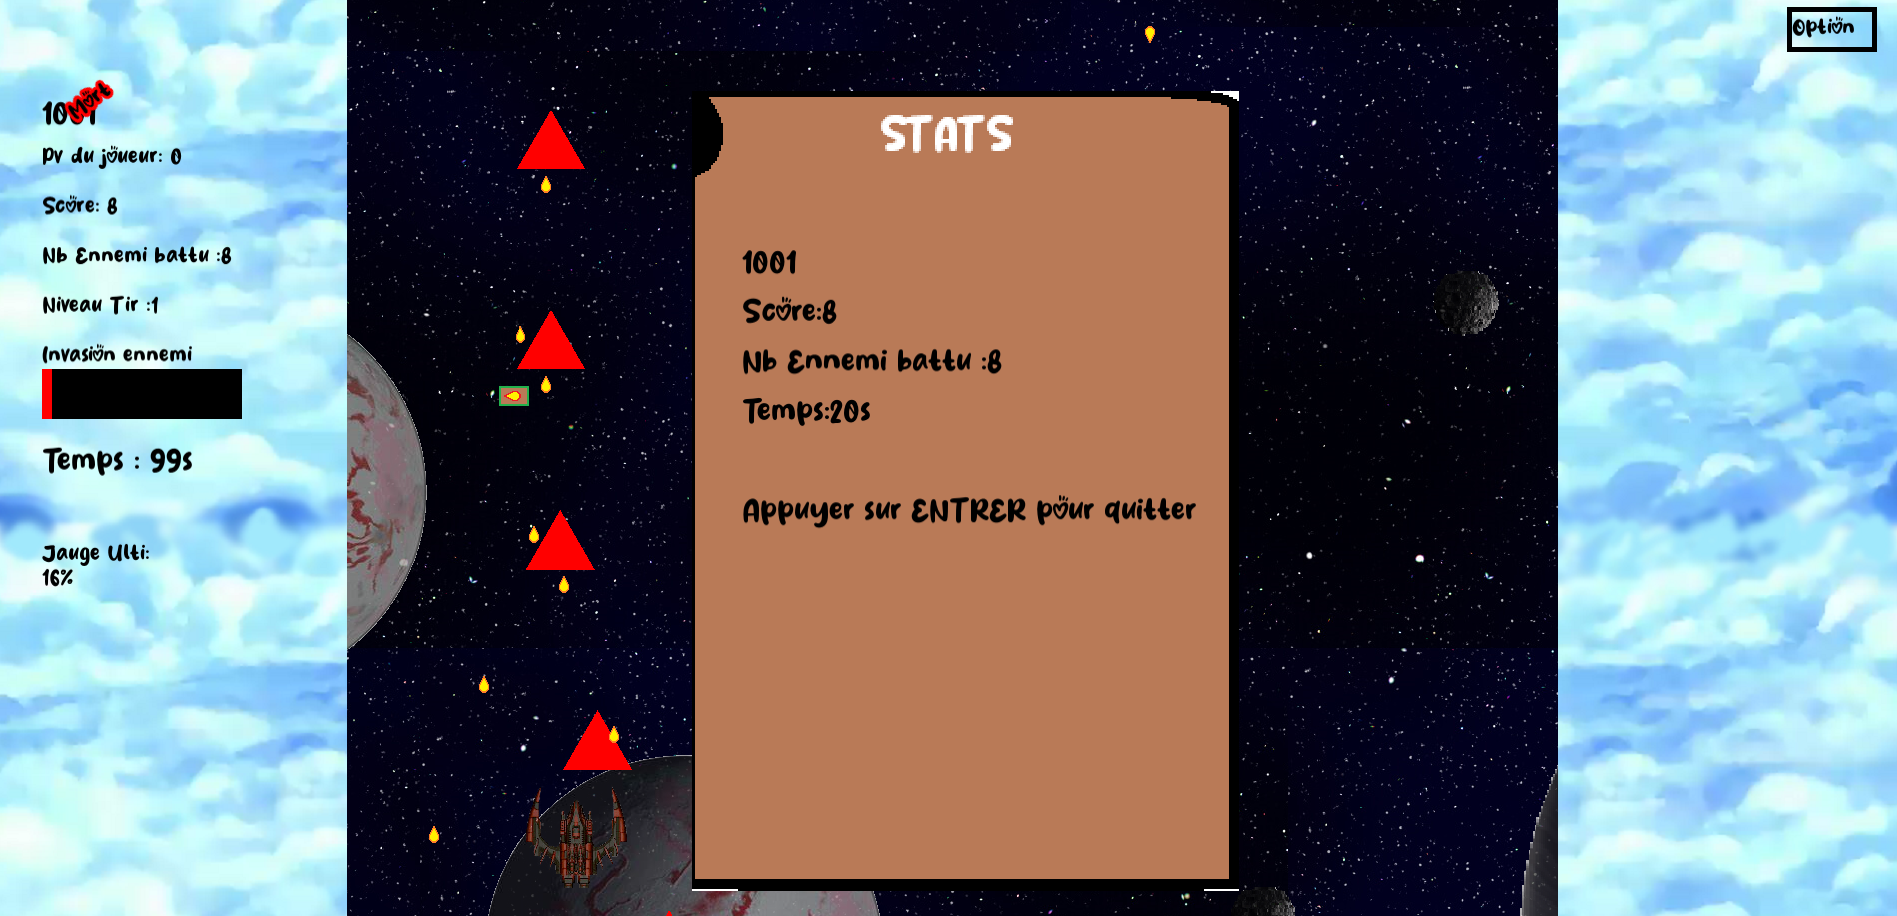 Option
1001
Mort
Pv du joueur: 0
Score: 8
Nb Ennemi battu :8
Niveau Tir :1
Invasion ennemi
Temps : 99s
Jauge Ulti:
16%
STATS
1001
Score:8
Nb Ennemi battu :8
Temps:20s
Appuyer sur ENTRER pour quitter